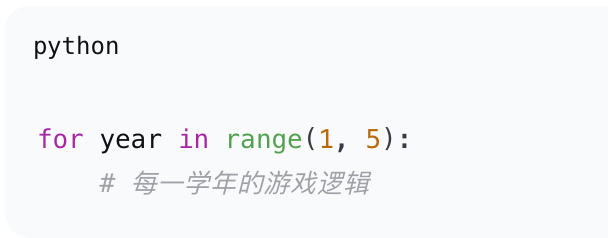 python
for year in range(1, 5):
    # 每一学年的游戏逻辑